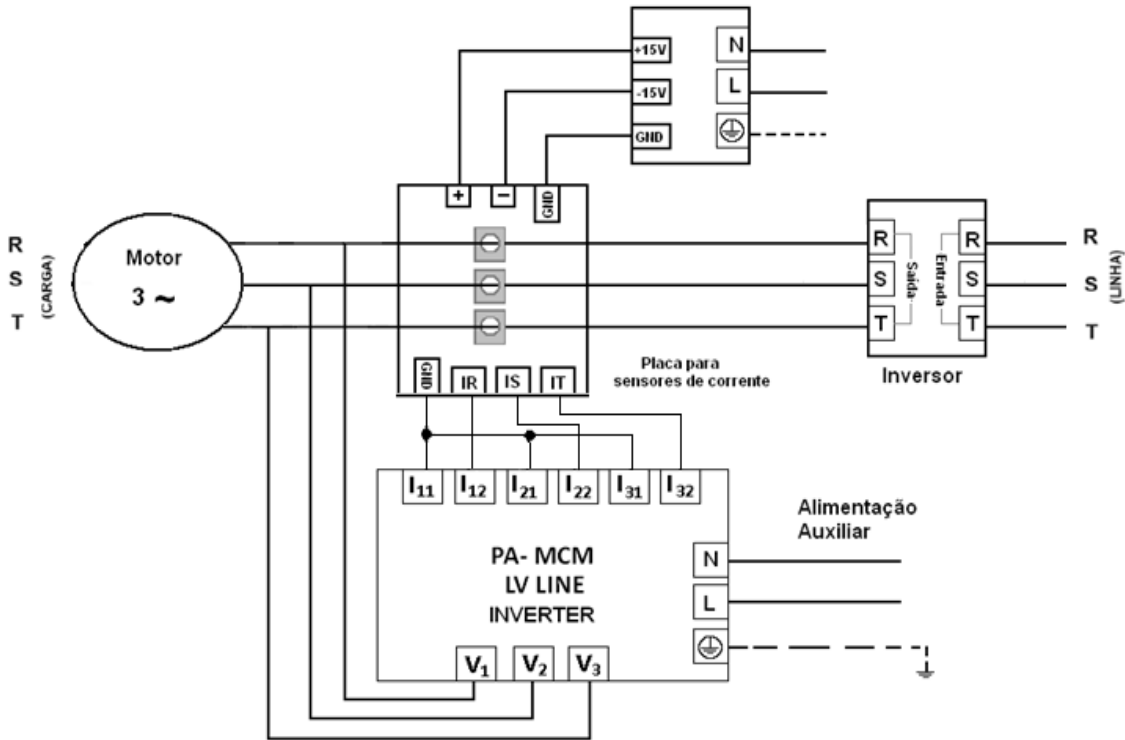 +15V
N
-15V
L
GND
+
−
GND
R
S
T
(CARGA)
Motor
3 ~
R
S
T
Saida
Entrada
R
S
T
R
S
T
(LINHA)
Inversor
GND
IR
IS
IT
Placa para
sensores de corrente
I11
I12
I21
I22
I31
I32
Alimentação
Auxiliar
PA- MCM
LV LINE
INVERTER
N
L
V1
V2
V3